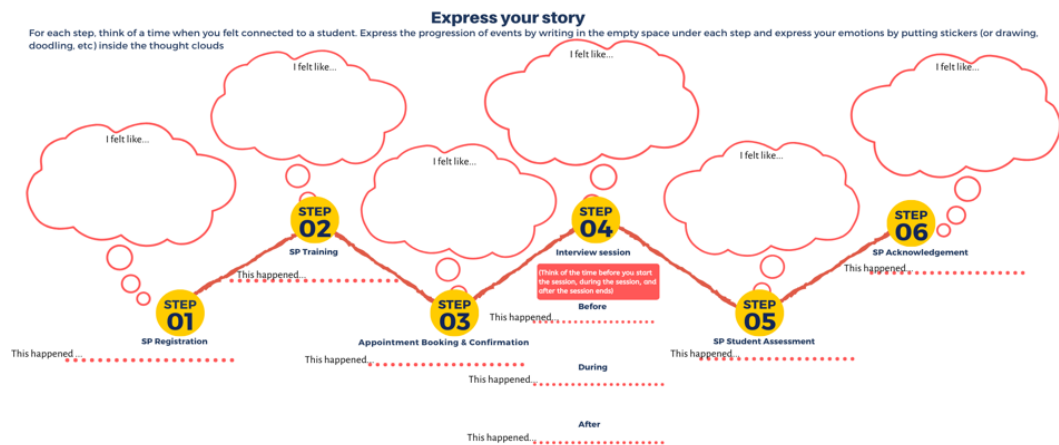 Express your story
For each step, think of a time when you felt connected to a student. Express the progression of events by writing in the empty space under each step and express your emotions by putting stickers (or drawing,
doodling, etc) inside the thought clouds
I felt like...
STEP
01
SP Registration
This happened ...
I felt like...
STEP
02
SP Training
This happened...
I felt like...
STEP
03
Appointment Booking & Confirmation
This happened...
I felt like...
STEP
04
Interview session
(Think of the time before you start
the session, during the session, and
after the session ends)
Before
This happened...
During
This happened...
After
This happened...
I felt like...
STEP
05
SP Student Assessment
This happened...
I felt like...
STEP
06
SP Acknowledgement
This happened...